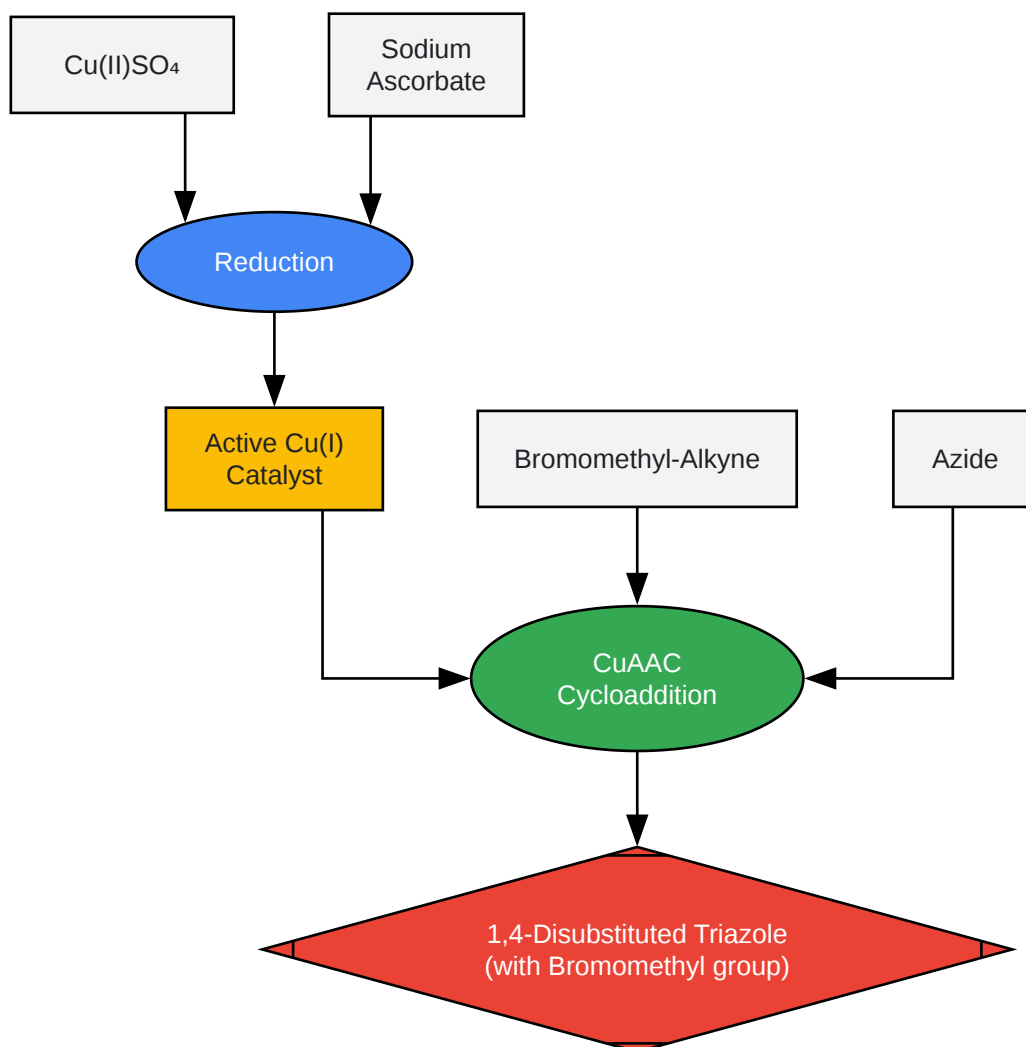 Cu(II)SO₄
Sodium
Ascorbate
Reduction
Active Cu(I)
Catalyst
Bromomethyl-Alkyne
Azide
CuAAC
Cycloaddition
1,4-Disubstituted Triazole
(with Bromomethyl group)